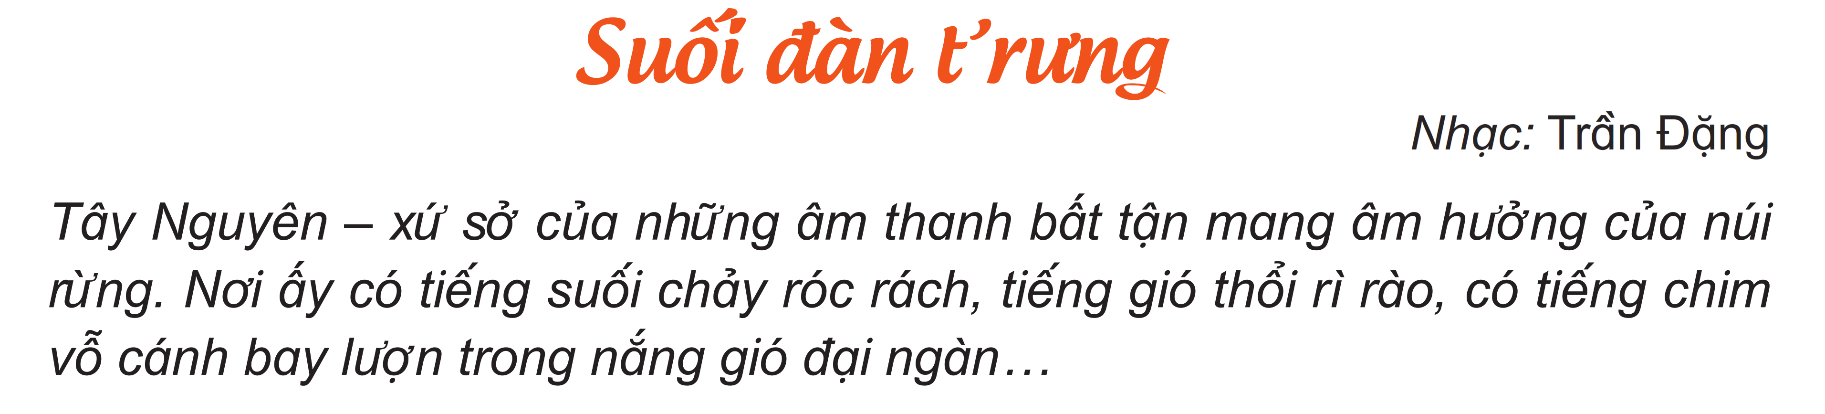 Suối đàn t’rưng
Nhạc: Trần Đặng
Tây Nguyên – xứ sở của những âm thanh bất tận mang âm hưởng của núi
rừng. Nơi ấy có tiếng suối chảy róc rách, tiếng gió thổi rì rào, có tiếng chim
vỗ cánh bay lượn trong nắng gió đại ngàn…